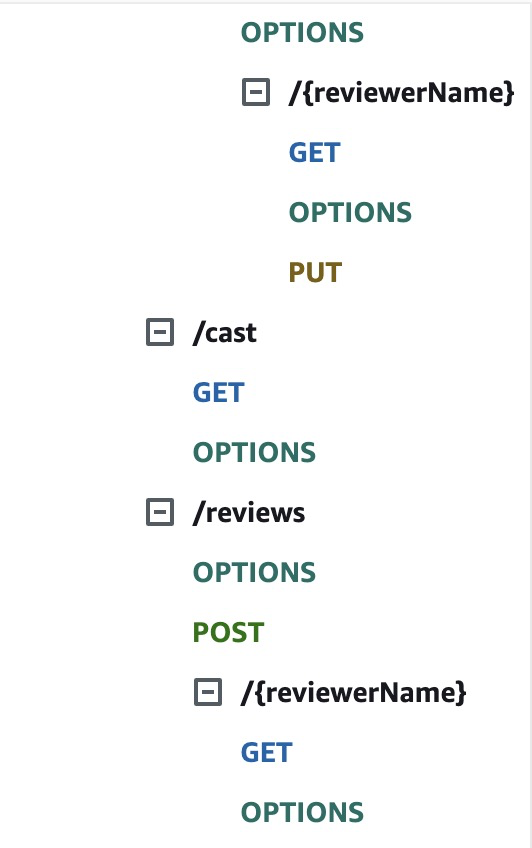 OPTIONS
/{reviewerName}
GET
OPTIONS
PUT
/cast
GET
OPTIONS
/reviews
OPTIONS
POST
/{reviewerName}
GET
OPTIONS